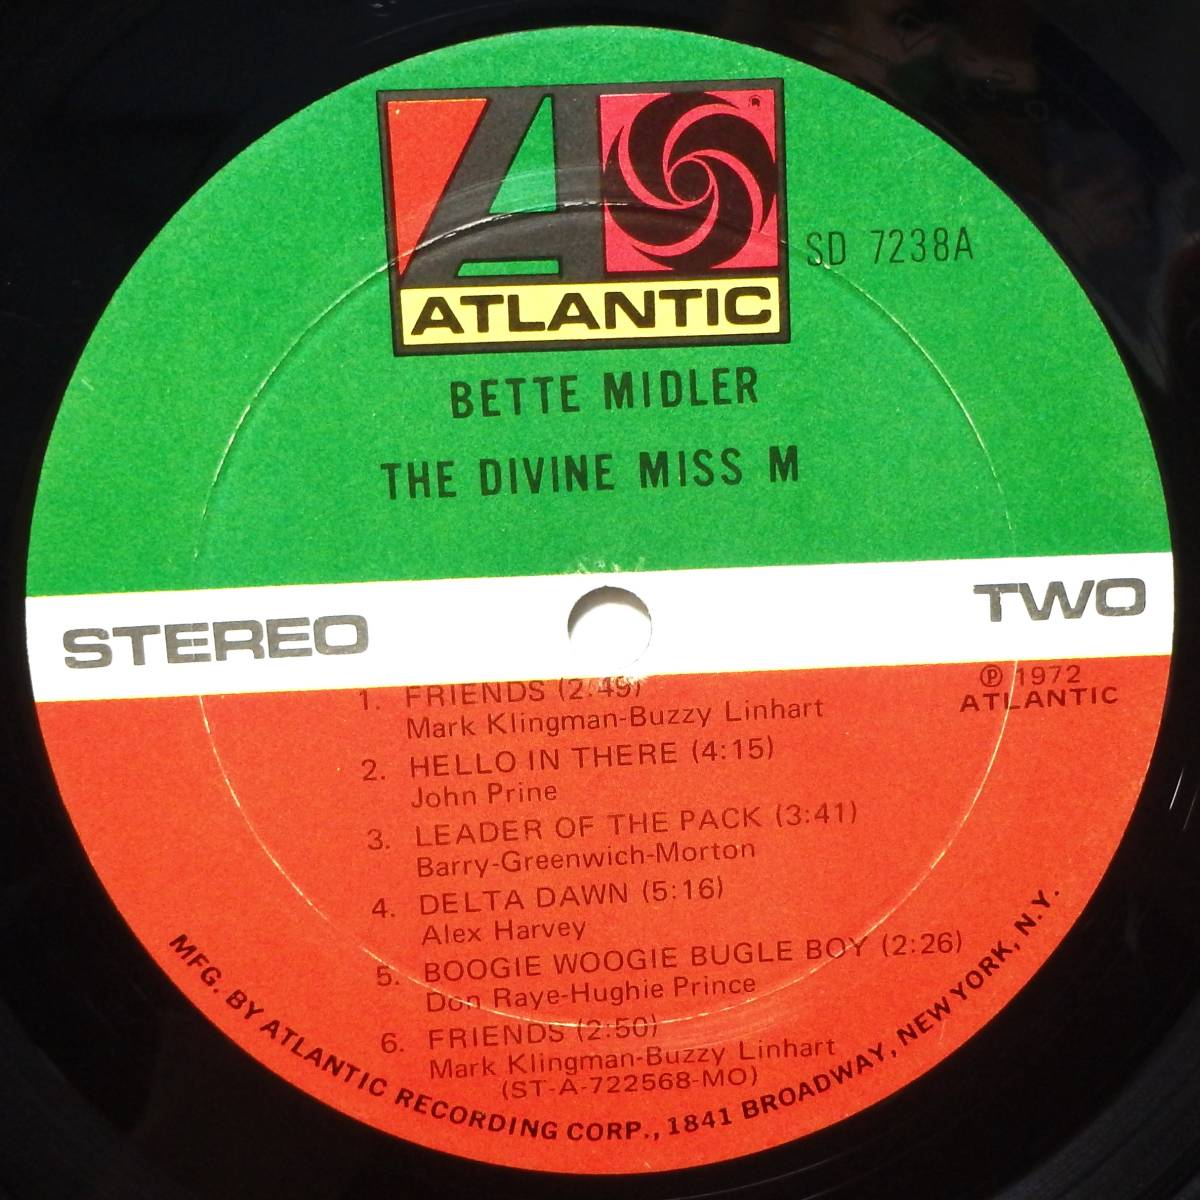 ATLANTIC
SD 7238A
BETTE MIDLER
THE DIVINE MISS M
STEREO
TWO
℗ 1972
ATLANTIC
1. FRIENDS (2:49)
Mark Klingman-Buzzy Linhart
2. HELLO IN THERE (4:15)
John Prine
3. LEADER OF THE PACK (3:41)
Barry-Greenwich-Morton
4. DELTA DAWN (5:16)
Alex Harvey
5. BOOGIE WOOGIE BUGLE BOY (2:26)
Don Raye-Hughie Prince
6. FRIENDS (2:50)
Mark Klingman-Buzzy Linhart
(ST-A-722568-MO)
MFG. BY ATLANTIC RECORDING CORP., 1841 BROADWAY, NEW YORK, N.Y.